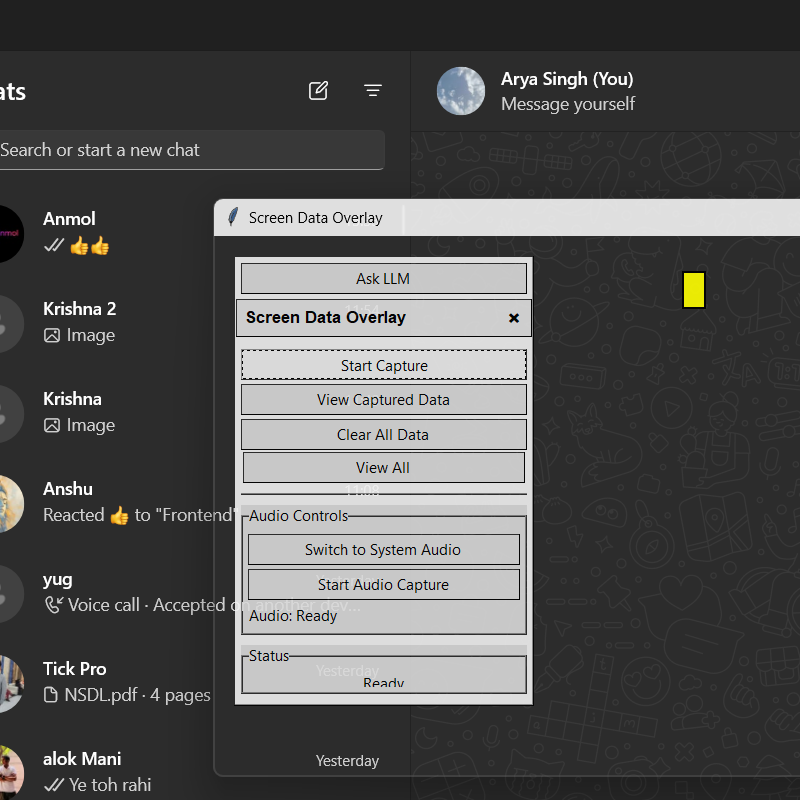 ats
Search or start a new chat
Anmol
👍👍
Krishna 2
Image
Krishna
Image
Anshu
Reacted 👍 to "Frontend"
yug
Voice call · Accepted on another dev...
Tick Pro
NSDL.pdf · 4 pages
Yesterday
alok Mani
Ye toh rahi
Yesterday
Arya Singh (You)
Message yourself
Screen Data Overlay
Ask LLM
Screen Data Overlay
×
Start Capture
View Captured Data
Clear All Data
View All
Audio Controls
Switch to System Audio
Start Audio Capture
Audio: Ready
Status
Ready